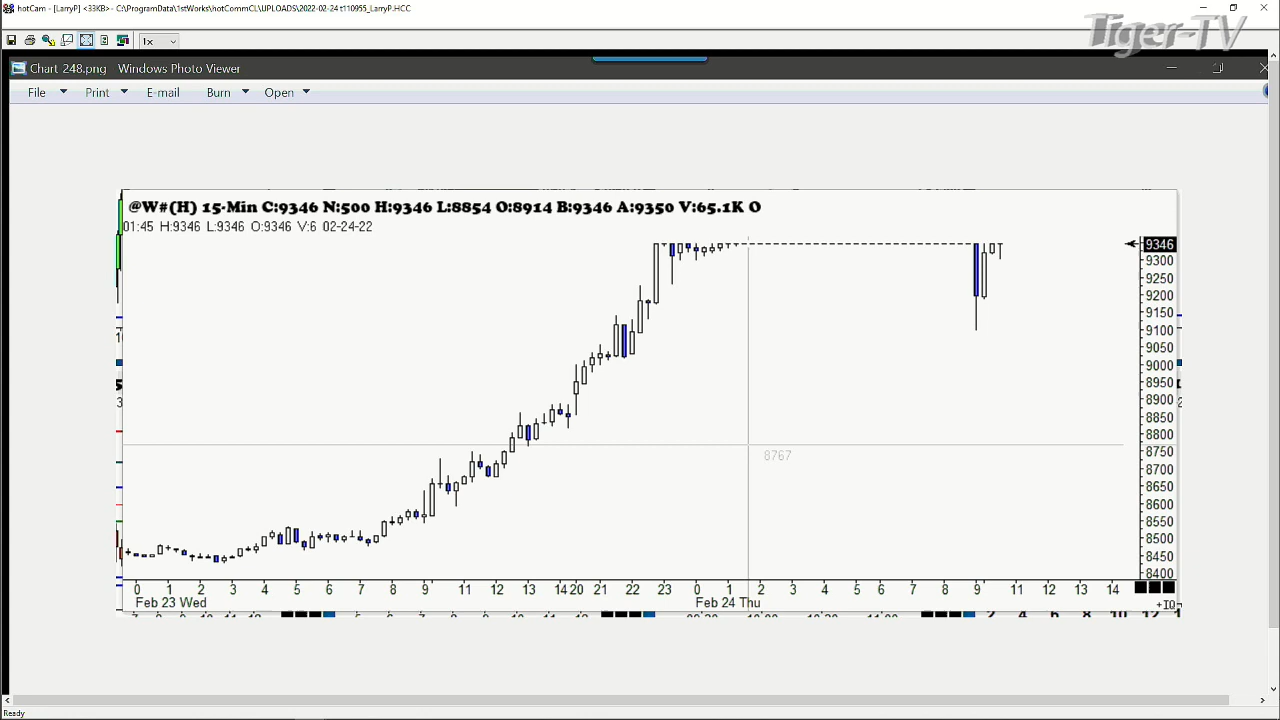 hotCam - [LarryP] <33KB> - C:\ProgramData\1stWorks\hotCommCL\UPLOADS\2022-02-24 t110955_LarryP.HCC
Tiger-TV
1x
Chart 248.png - Windows Photo Viewer
File Print E-mail Burn Open
@W#(H) 15-Min C:9346 N:500 H:9346 L:8854 O:8914 B:9346 A:9350 V:65.1K O
01:45 H:9346 L:9346 O:9346 V:6 02-24-22
9346
9300
9250
9200
9150
9100
9050
9000
8950
8900
8850
8800
8750
8767
8700
8650
8600
8550
8500
8450
8400
0 1 2 3 4 5 6 7 8 9 11 12 13 14 20 21 22 23 0 1 2 3 4 5 6 7 8 9 11 12 13 14
Feb 23 Wed Feb 24 Thu
+10
Ready